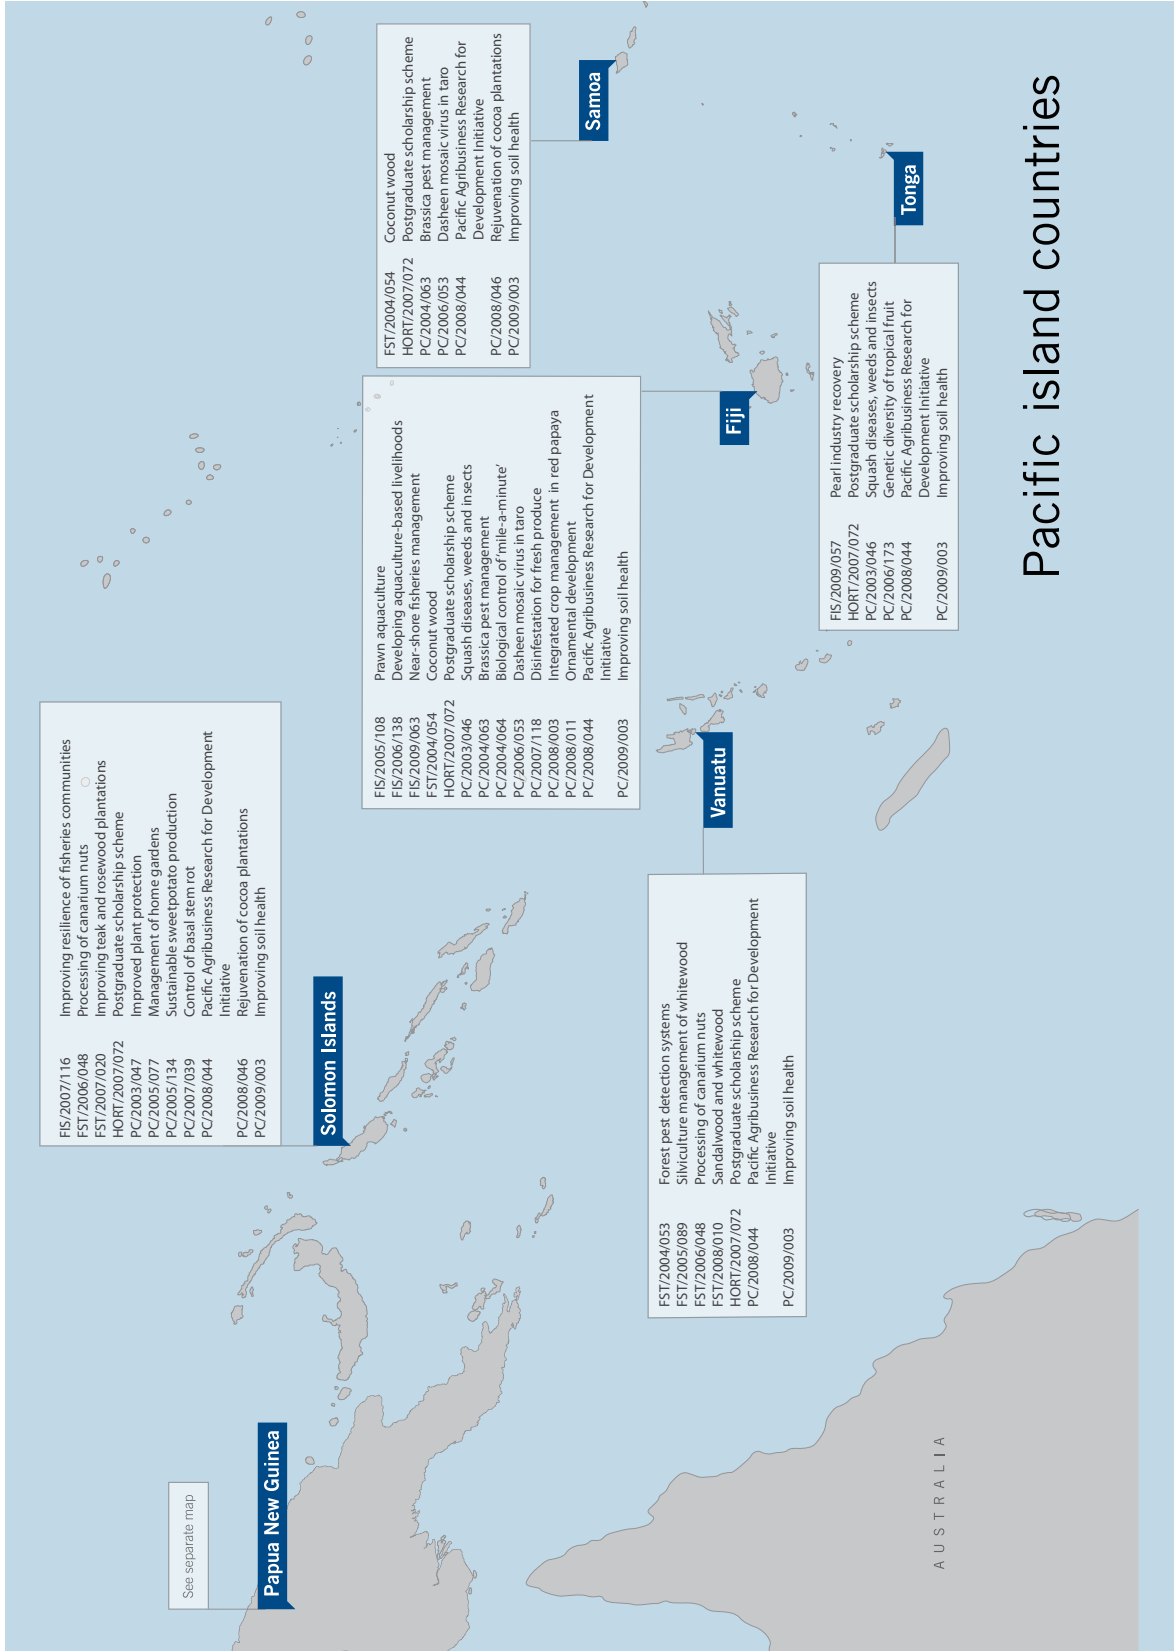 Pacific island countries
See separate map
Papua New Guinea
Solomon Islands
FIS/2007/116 Improving resilience of fisheries communities
FST/2006/048 Processing of canarium nuts
FST/2007/020 Improving teak and rosewood plantations
HORT/2007/072 Postgraduate scholarship scheme
PC/2003/047 Improved plant protection
PC/2005/077 Management of home gardens
PC/2005/134 Sustainable sweetpotato production
PC/2007/039 Control of basal stem rot
PC/2008/044 Pacific Agribusiness Research for Development
Initiative
PC/2008/046 Rejuvenation of cocoa plantations
PC/2009/003 Improving soil health
FIS/2005/108 Prawn aquaculture
FIS/2006/138 Developing aquaculture-based livelihoods
FIS/2009/063 Near-shore fisheries management
FST/2004/054 Coconut wood
HORT/2007/072 Postgraduate scholarship scheme
PC/2003/046 Squash diseases, weeds and insects
PC/2004/063 Brassica pest management
PC/2004/064 Biological control of ‘mile-a-minute’
PC/2006/053 Dasheen mosaic virus in taro
PC/2007/118 Disinfestation for fresh produce
PC/2008/003 Integrated crop management in red papaya
PC/2008/011 Ornamental development
PC/2008/044 Pacific Agribusiness Research for Development
Initiative
PC/2009/003 Improving soil health
Fiji
FST/2004/054 Coconut wood
HORT/2007/072 Postgraduate scholarship scheme
PC/2004/063 Brassica pest management
PC/2006/053 Dasheen mosaic virus in taro
PC/2008/044 Pacific Agribusiness Research for
Development Initiative
PC/2008/046 Rejuvenation of cocoa plantations
PC/2009/003 Improving soil health
Samoa
Vanuatu
FST/2004/053 Forest pest detection systems
FST/2005/089 Silviculture management of whitewood
FST/2006/048 Processing of canarium nuts
FST/2008/010 Sandalwood and whitewood
HORT/2007/072 Postgraduate scholarship scheme
PC/2008/044 Pacific Agribusiness Research for Development
Initiative
PC/2009/003 Improving soil health
Tonga
FIS/2009/057 Pearl industry recovery
HORT/2007/072 Postgraduate scholarship scheme
PC/2003/046 Squash diseases, weeds and insects
PC/2006/173 Genetic diversity of tropical fruit
PC/2008/044 Pacific Agribusiness Research for
Development Initiative
PC/2009/003 Improving soil health
AUSTRALIA